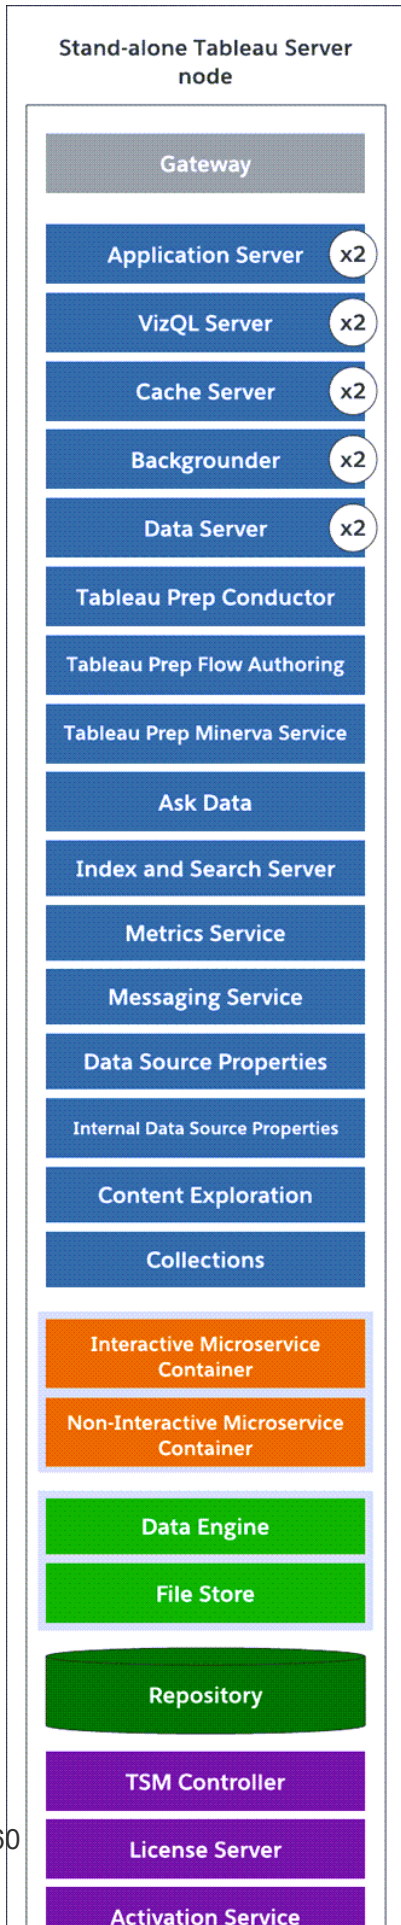 Stand-alone Tableau Server
node
Gateway
Application Server x2
VizQL Server x2
Cache Server x2
Backgrounder x2
Data Server x2
Tableau Prep Conductor
Tableau Prep Flow Authoring
Tableau Prep Minerva Service
Ask Data
Index and Search Server
Metrics Service
Messaging Service
Data Source Properties
Internal Data Source Properties
Content Exploration
Collections
Interactive Microservice
Container
Non-Interactive Microservice
Container
Data Engine
File Store
Repository
TSM Controller
60
License Server
Activation Service